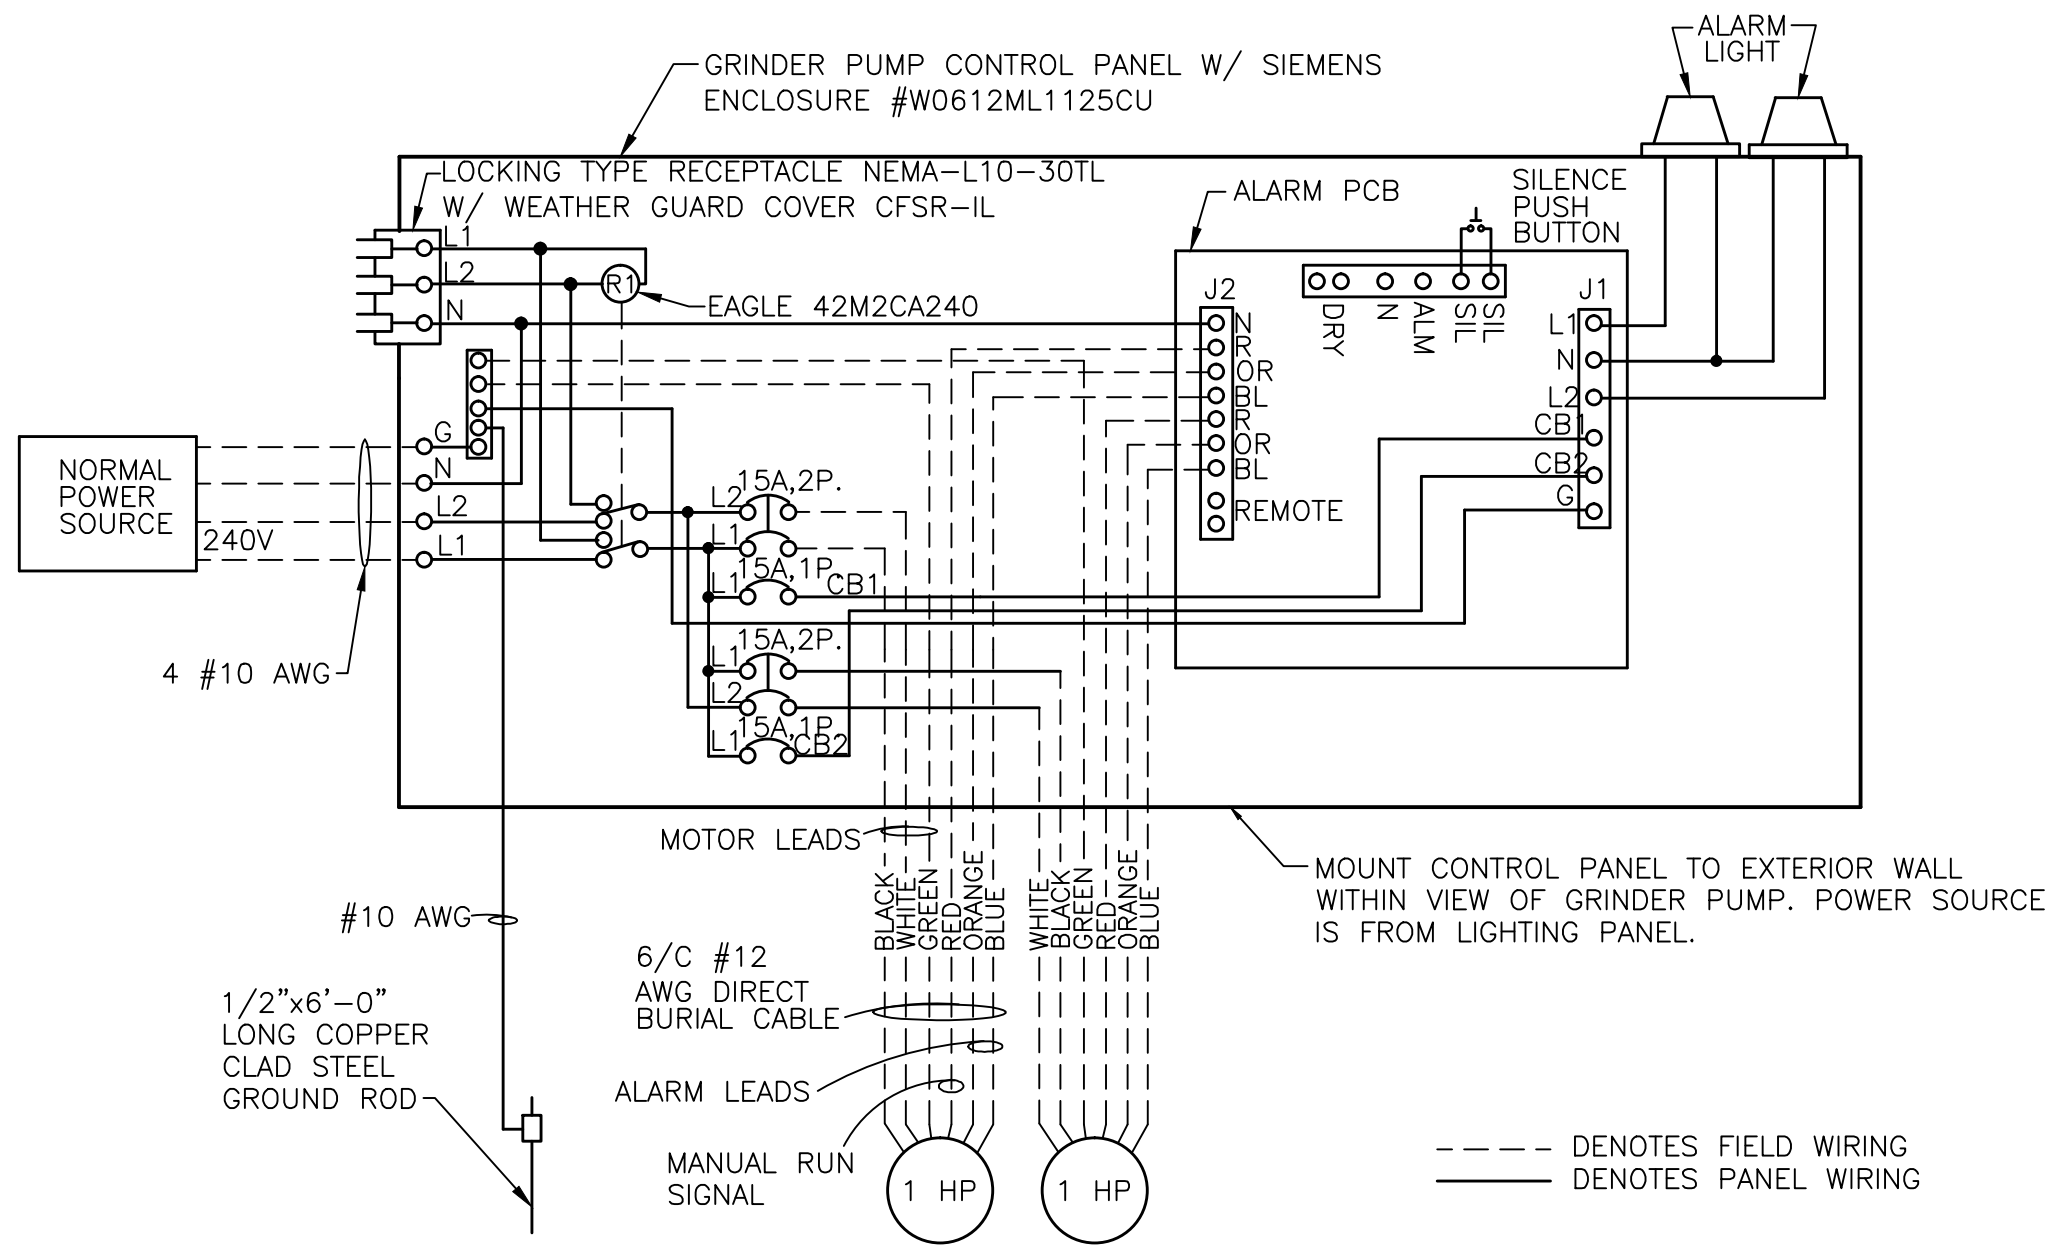 ALARM
LIGHT
GRINDER PUMP CONTROL PANEL W/ SIEMENS
ENCLOSURE #W0612ML1125CU
LOCKING TYPE RECEPTACLE NEMA-L10-30TL
W/ WEATHER GUARD COVER CFSR-IL
ALARM PCB
SILENCE
PUSH
BUTTON
L1
L2
N
R1
EAGLE 42M2CA240
J2
N
R
OR
BL
R
OR
BL
REMOTE
DRY
N
ALM
SIL
SIL
J1
L1
N
L2
CB1
CB2
G
NORMAL
POWER
SOURCE
240V
G
N
L2
L1
4 #10 AWG
15A,2P.
L2
L1
15A,1P.
L1
CB1
15A,2P.
L1
L2
15A,1P.
L1
CB2
MOTOR LEADS
BLACK
WHITE
GREEN
RED
ORANGE
BLUE
WHITE
BLACK
GREEN
RED
ORANGE
BLUE
MOUNT CONTROL PANEL TO EXTERIOR WALL
WITHIN VIEW OF GRINDER PUMP. POWER SOURCE
IS FROM LIGHTING PANEL.
#10 AWG
6/C #12
AWG DIRECT
BURIAL CABLE
1/2"x6'-0"
LONG COPPER
CLAD STEEL
GROUND ROD
ALARM LEADS
MANUAL RUN
SIGNAL
1 HP
1 HP
DENOTES FIELD WIRING
DENOTES PANEL WIRING